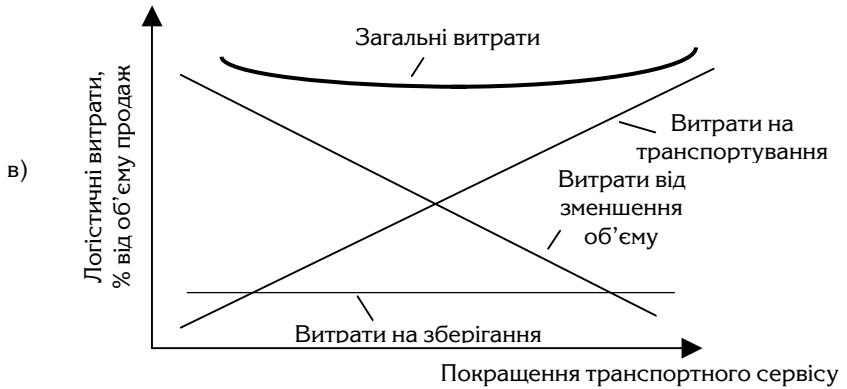 Загальні витрати
Логістичні витрати,
% від об’єму продаж
в)
Витрати на
транспортування
Витрати від
зменшення
об’єму
Витрати на зберігання
Покращення транспортного сервісу